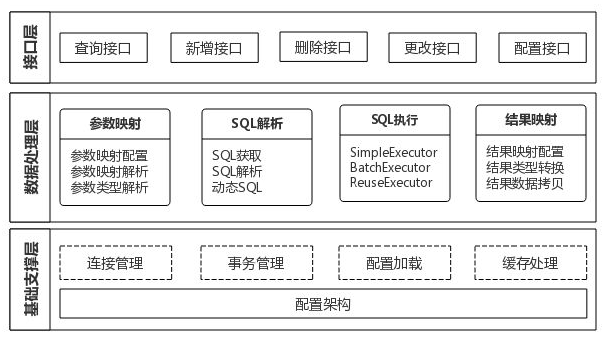 接口层
查询接口
新增接口
删除接口
更改接口
配置接口
数据处理层
参数映射
参数映射配置
参数映射解析
参数类型解析
SQL解析
SQL获取
SQL解析
动态SQL
SQL执行
SimpleExecutor
BatchExecutor
ReuseExecutor
结果映射
结果映射配置
结果类型转换
结果数据拷贝
基础支撑层
连接管理
事务管理
配置加载
缓存处理
配置架构